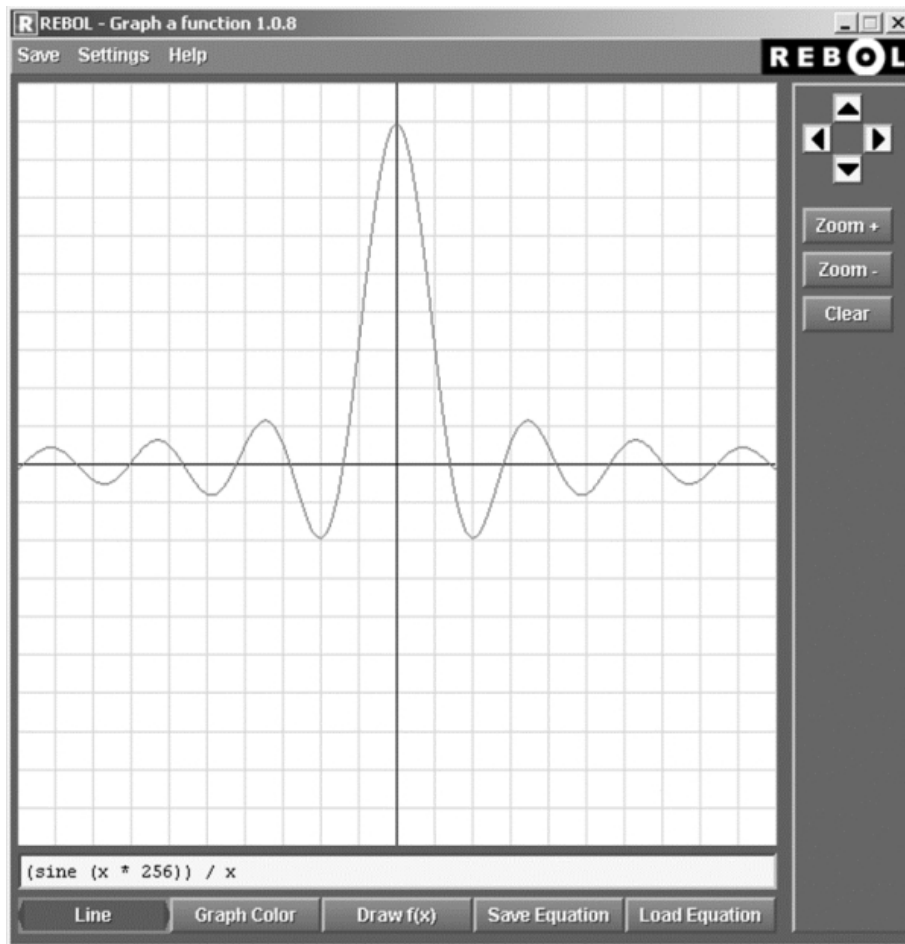 R REBOL - Graph a function 1.0.8
Save Settings Help
REBOL
Zoom +
Zoom -
Clear
(sine (x * 256)) / x
Line Graph Color Draw f(x) Save Equation Load Equation